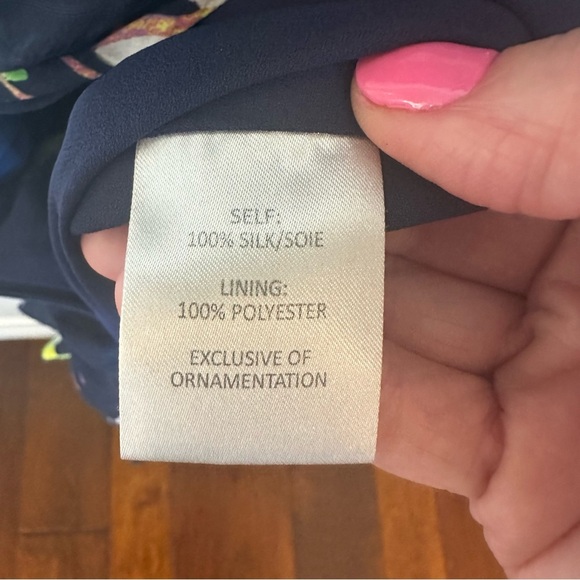 SELF:
100% SILK/SOIE
LINING:
100% POLYESTER
EXCLUSIVE OF
ORNAMENTATION